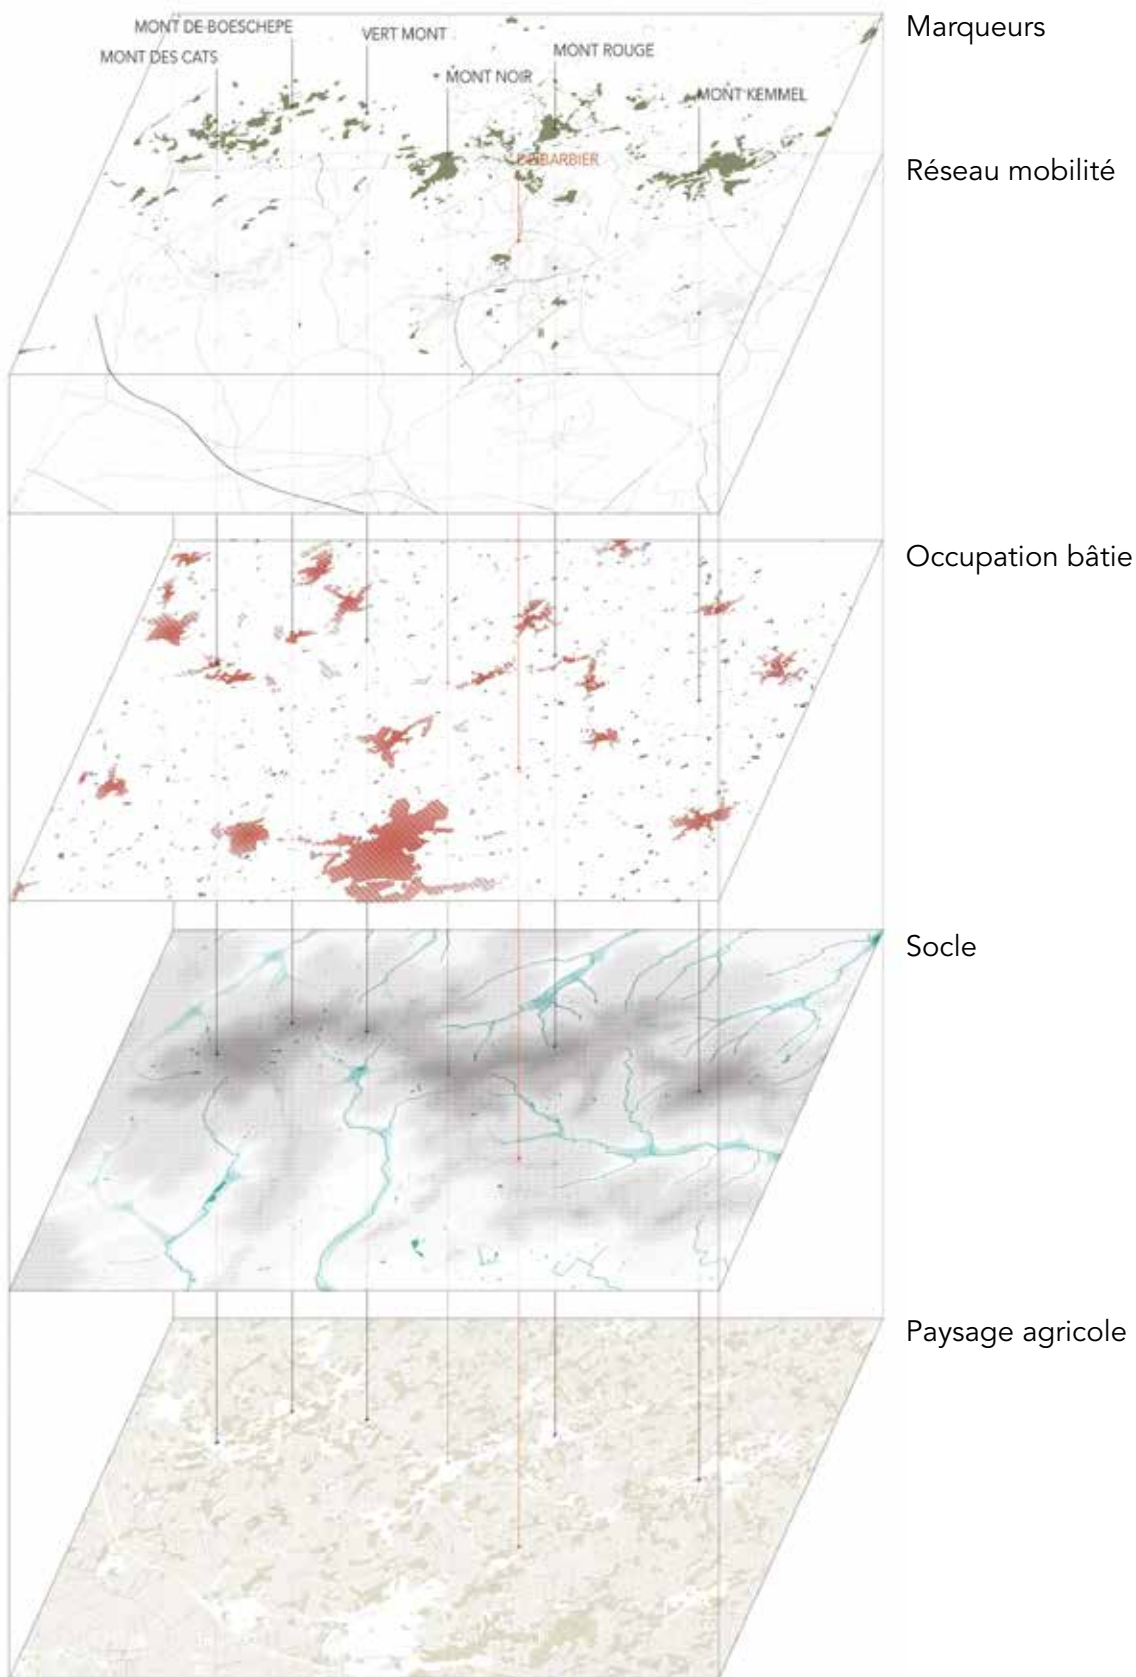 Marqueurs
MONT DE BOESCHEPE
VERT MONT
MONT DES CATS
MONT ROUGE
MONT NOIR
MONT KEMMEL
BARBIER
Réseau mobilité
Occupation bâtie
Socle
Paysage agricole